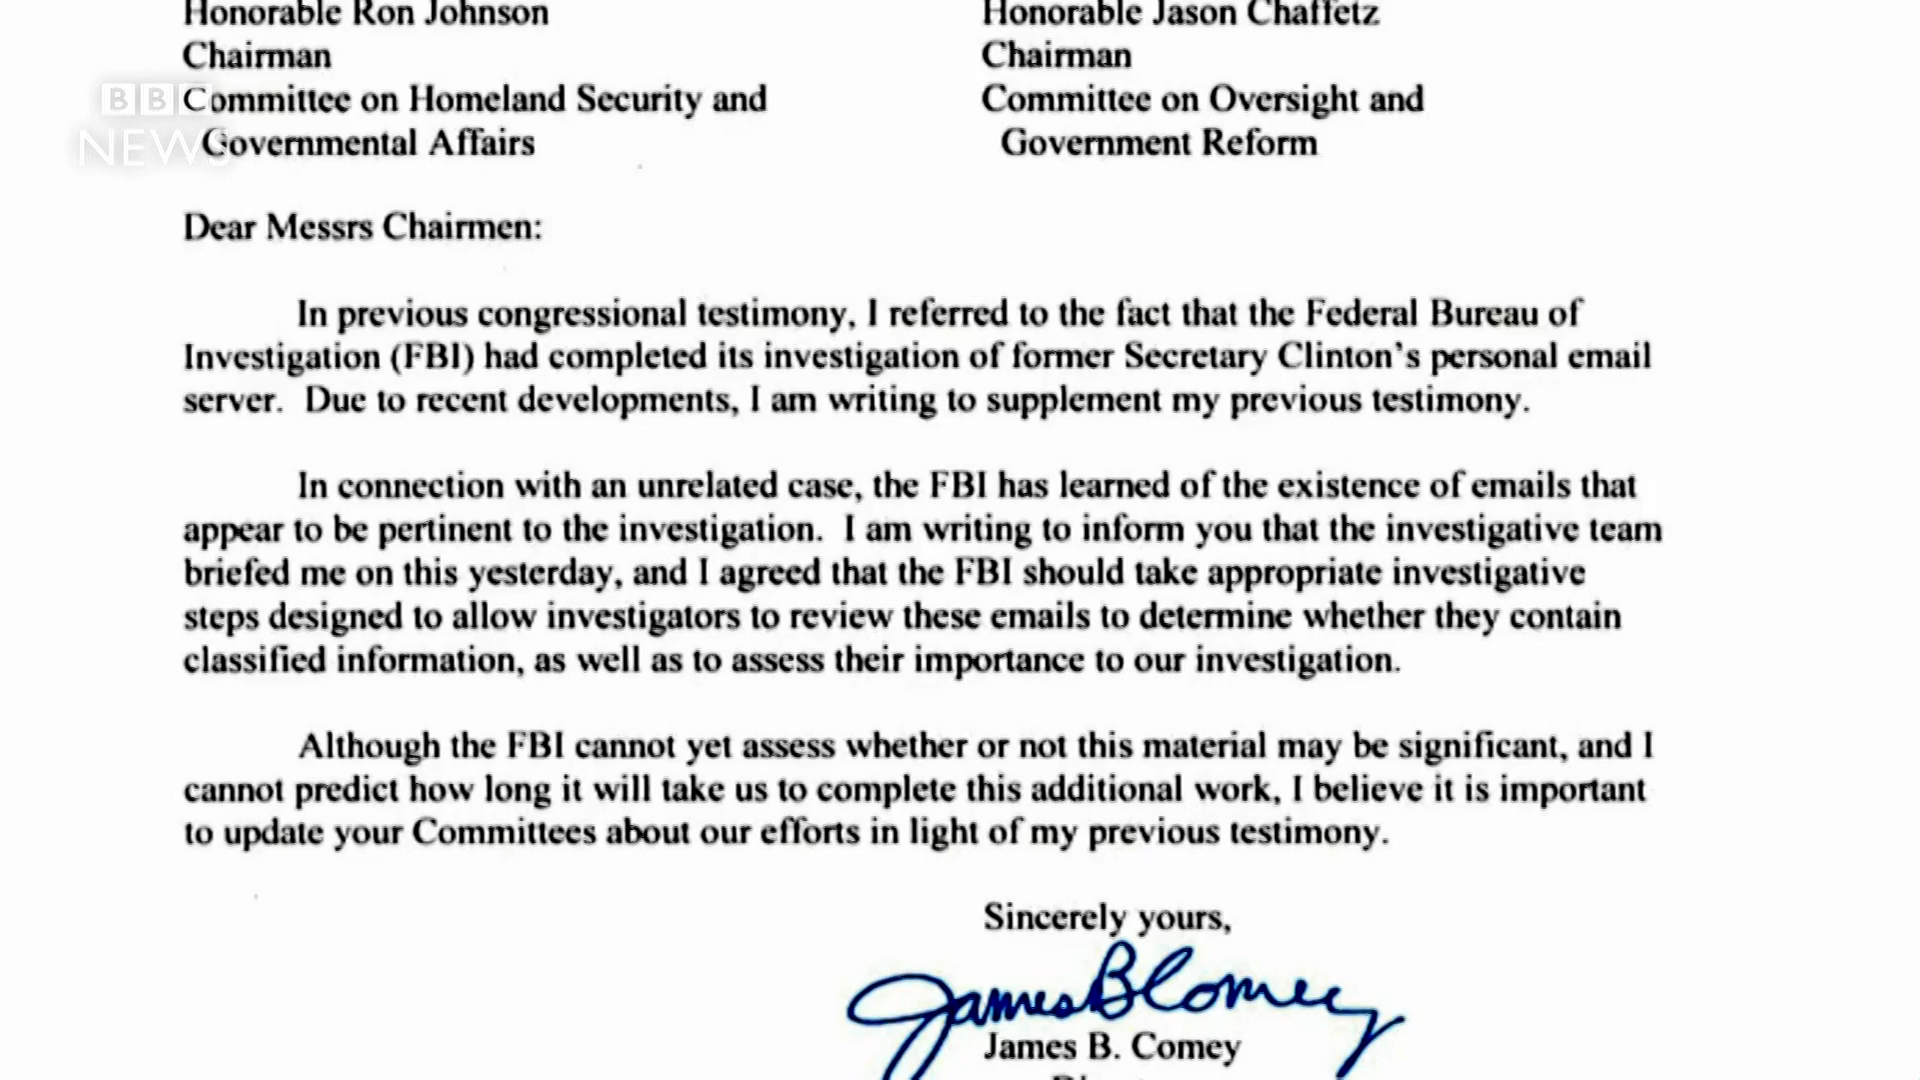 Honorable Ron Johnson
Chairman
Committee on Homeland Security and
Governmental Affairs
Honorable Jason Chaffetz
Chairman
Committee on Oversight and
Government Reform
BBC
NEWS
Dear Messrs Chairmen:
In previous congressional testimony, I referred to the fact that the Federal Bureau of
Investigation (FBI) had completed its investigation of former Secretary Clinton's personal email
server. Due to recent developments, I am writing to supplement my previous testimony.
In connection with an unrelated case, the FBI has learned of the existence of emails that
appear to be pertinent to the investigation. I am writing to inform you that the investigative team
briefed me on this yesterday, and I agreed that the FBI should take appropriate investigative
steps designed to allow investigators to review these emails to determine whether they contain
classified information, as well as to assess their importance to our investigation.
Although the FBI cannot yet assess whether or not this material may be significant, and I
cannot predict how long it will take us to complete this additional work, I believe it is important
to update your Committees about our efforts in light of my previous testimony.
Sincerely yours,
James B Comey
James B. Comey